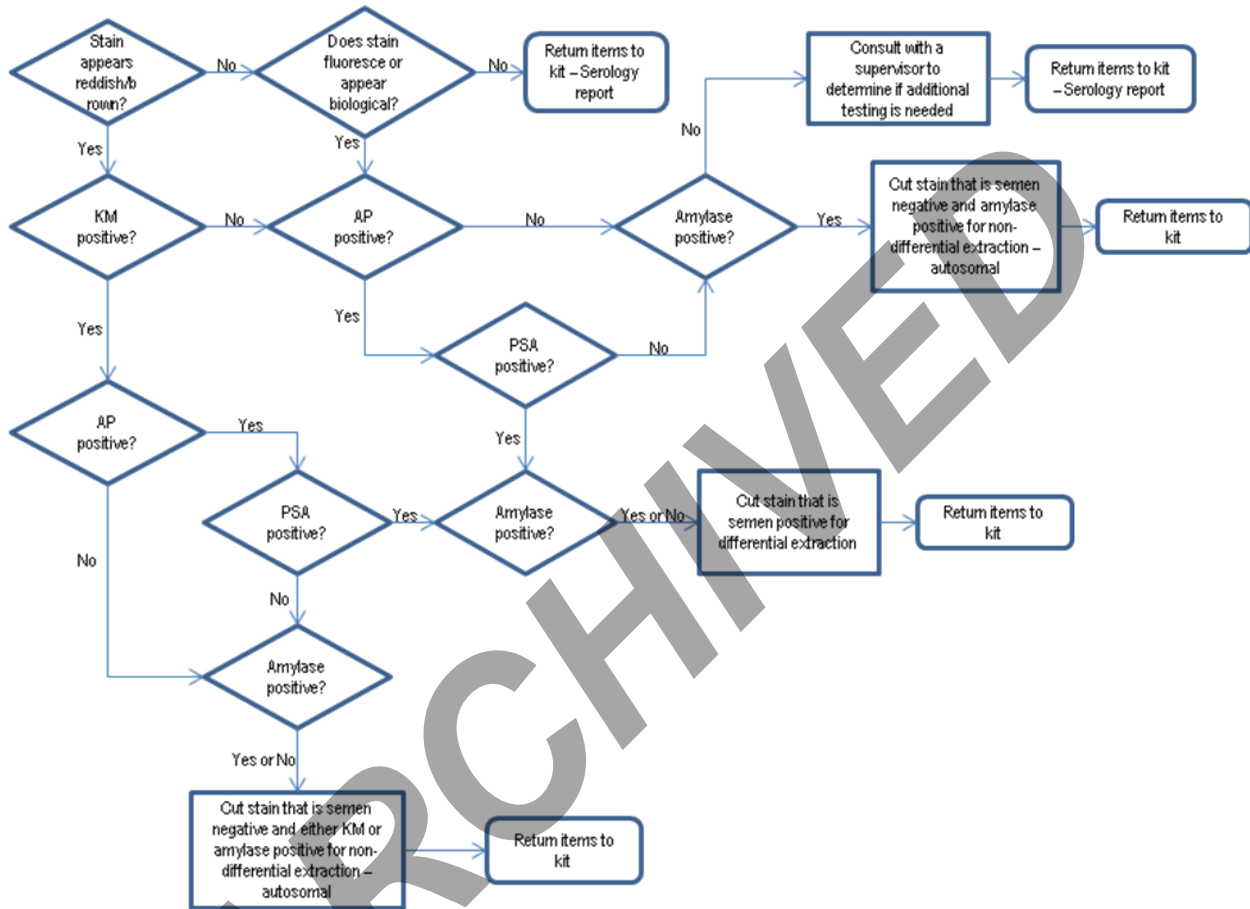 Stain
appears
reddish/b
rown?
No
Does stain
fluoresce or
appear
biological?
No
Return items to
kit – Serology
report
Consult with a
supervisor to
determine if additional
testing is needed
Return items to kit
– Serology report
Yes
Yes
No
KM
positive?
No
AP
positive?
No
Amylase
positive?
Yes
Cut stain that is semen
negative and amylase
positive for non-
differential extraction –
autosomal
Return items to
kit
Yes
Yes
PSA
positive?
No
AP
positive?
Yes
Yes
PSA
positive?
Yes
Amylase
positive?
Yes or No
Cut stain that is
semen positive for
differential extraction
Return items to
kit
No
No
Amylase
positive?
Yes or No
Cut stain that is semen
negative and either KM or
amylase positive for non-
differential extraction –
autosomal
Return items to
kit
ARCHIVED